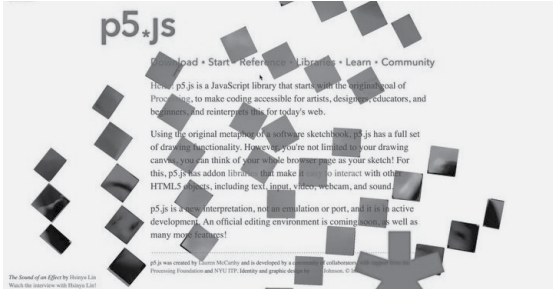 p5.js
Download • Start • Reference • Libraries • Learn • Community
Hello! p5.js is a JavaScript library that starts with the original goal of
Processing, to make coding accessible for artists, designers, educators, and
beginners, and reinterprets this for today's web.
Using the original metaphor of a software sketchbook, p5.js has a full set
of drawing functionality. However, you're not limited to your drawing
canvas, you can think of your whole browser page as your sketch! For
this, p5.js has addon libraries that make it easy to interact with other
HTML5 objects, including text, input, video, webcam, and sound.
p5.js is a new interpretation, not an emulation or port, and it is in active
development. An official editing environment is coming soon, as well as
many more features!
p5.js was created by Lauren McCarthy and is developed by a community of collaborators, with support from the
Processing Foundation and NYU ITP. Identity and graphic design by Johnson. ©
The Sound of an Effect by Hsinyu Lin
Watch the interview with Hsinyu Lin!